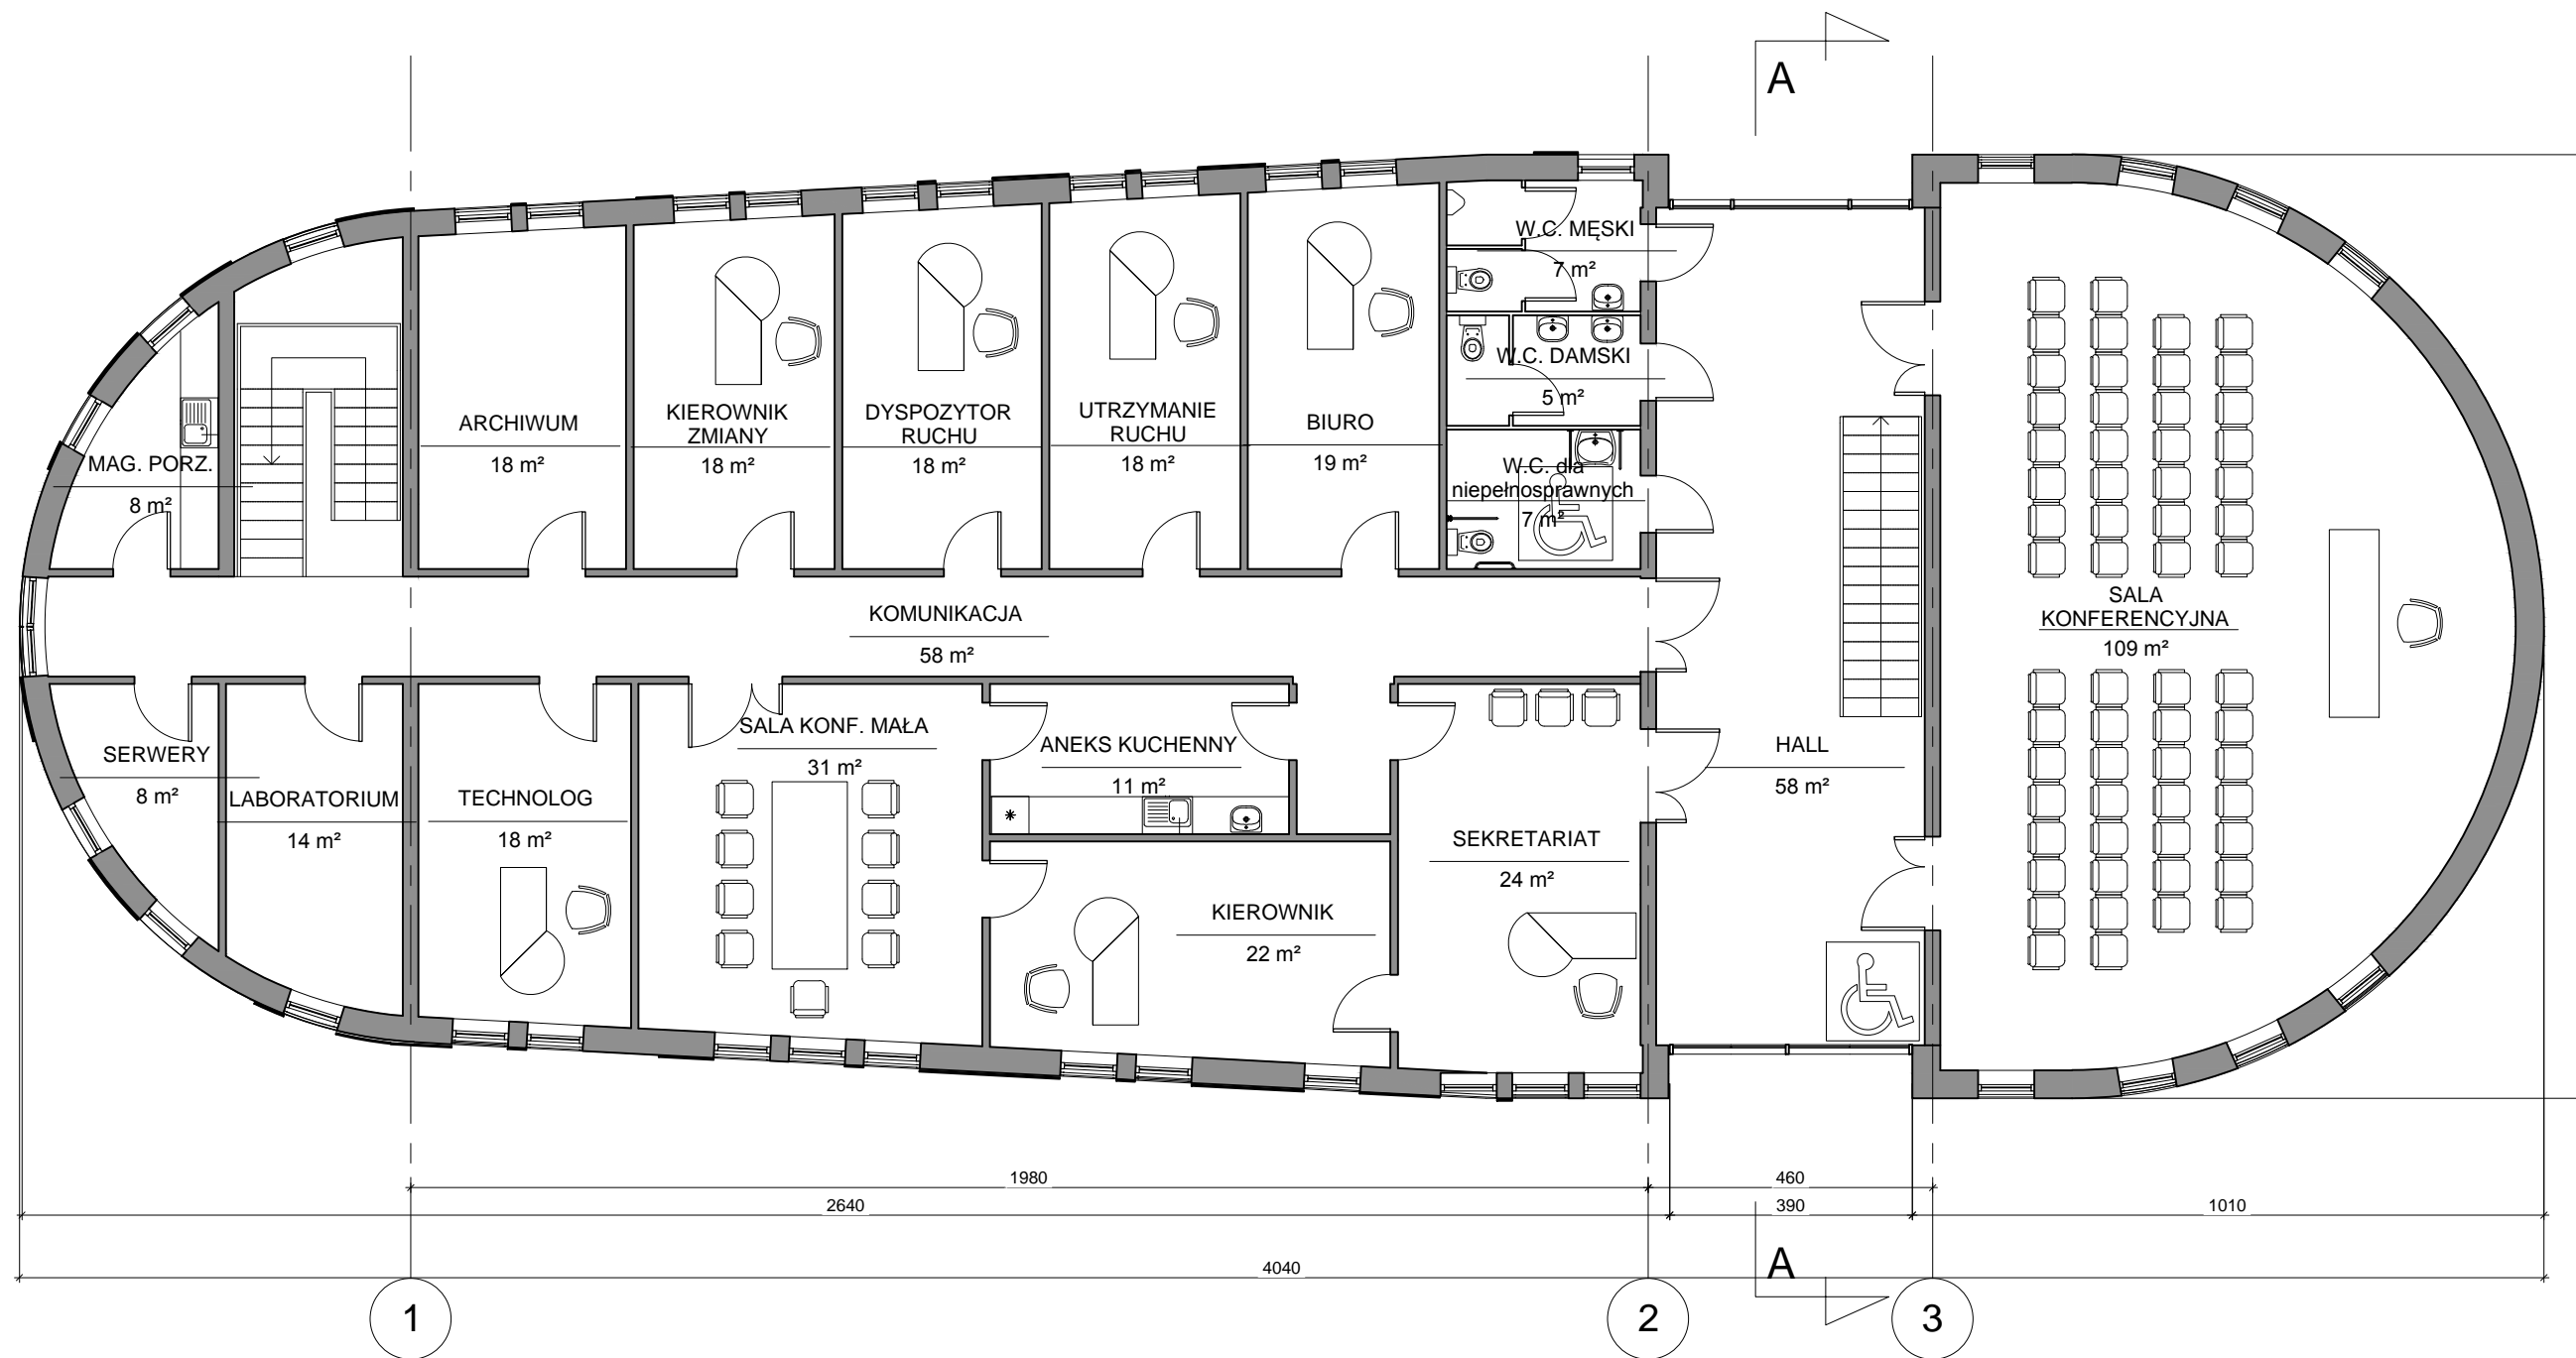 A
W.C. MĘSKI
7 m²
W.C. DAMSKI
5 m²
ARCHIWUM
18 m²
KIEROWNIK
ZMIANY
18 m²
DYSPOZYTOR
RUCHU
18 m²
UTRZYMANIE
RUCHU
18 m²
BIURO
19 m²
MAG. PORZ.
8 m²
W.C. dla
niepełnosprawnych
7 m²
KOMUNIKACJA
58 m²
SALA
KONFERENCYJNA
109 m²
SERWERY
8 m²
LABORATORIUM
14 m²
TECHNOLOG
18 m²
SALA KONF. MAŁA
31 m²
ANEKS KUCHENNY
11 m²
HALL
58 m²
SEKRETARIAT
24 m²
KIEROWNIK
22 m²
1980
460
2640
390
1010
4040
A
1
2
3